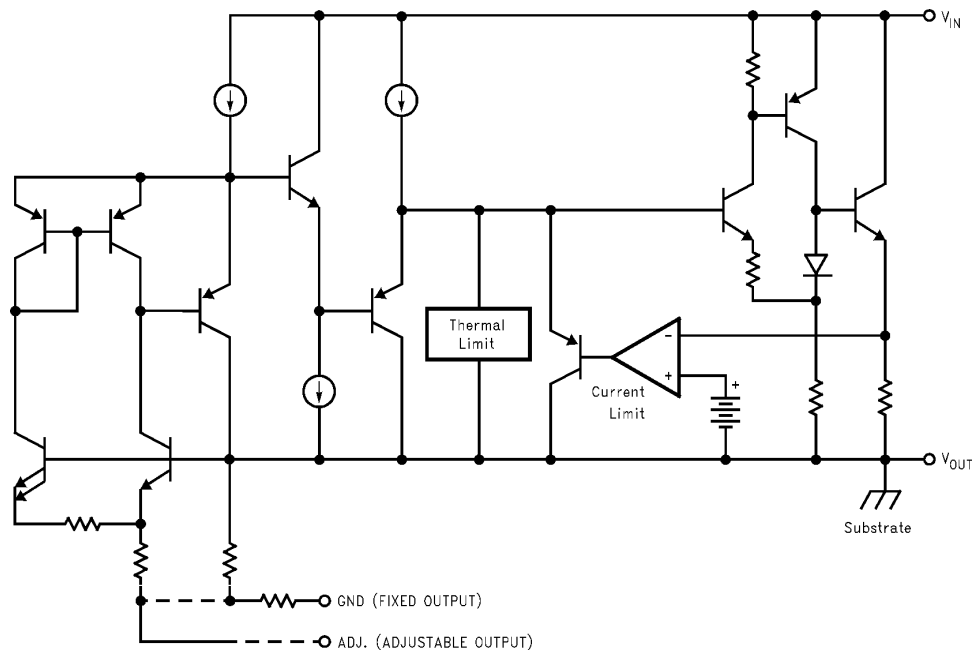 V_IN
Thermal
Limit
−
+
+
Current
Limit
V_OUT
Substrate
GND (FIXED OUTPUT)
ADJ. (ADJUSTABLE OUTPUT)